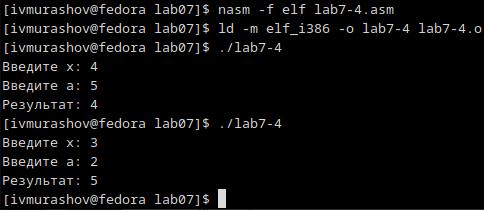 [ivmurashov@fedora lab07]$ nasm -f elf lab7-4.asm
[ivmurashov@fedora lab07]$ ld -m elf_i386 -o lab7-4 lab7-4.o
[ivmurashov@fedora lab07]$ ./lab7-4
Введите x: 4
Введите a: 5
Результат: 4
[ivmurashov@fedora lab07]$ ./lab7-4
Введите x: 3
Введите a: 2
Результат: 5
[ivmurashov@fedora lab07]$